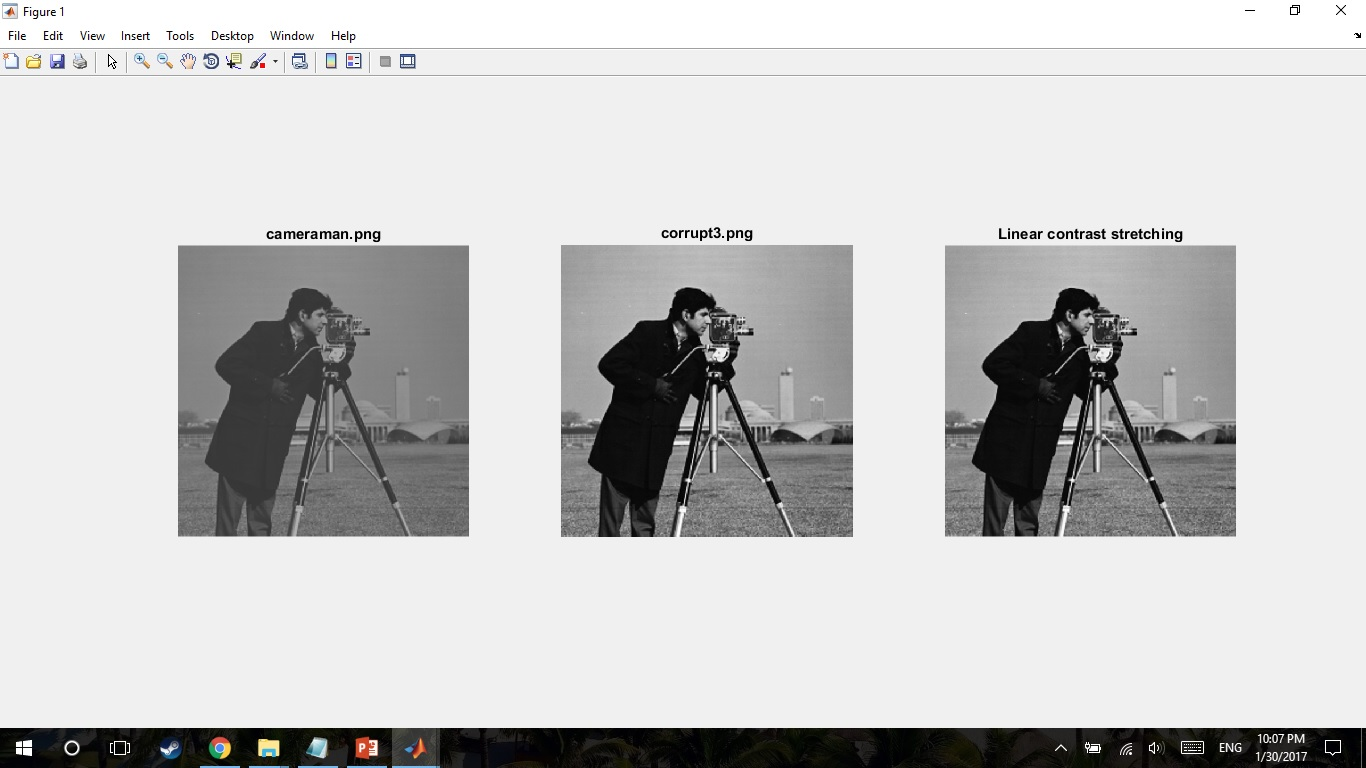 Figure 1
File Edit View Insert Tools Desktop Window Help
cameraman.png corrupt3.png Linear contrast stretching
ENG
10:07 PM
1/30/2017